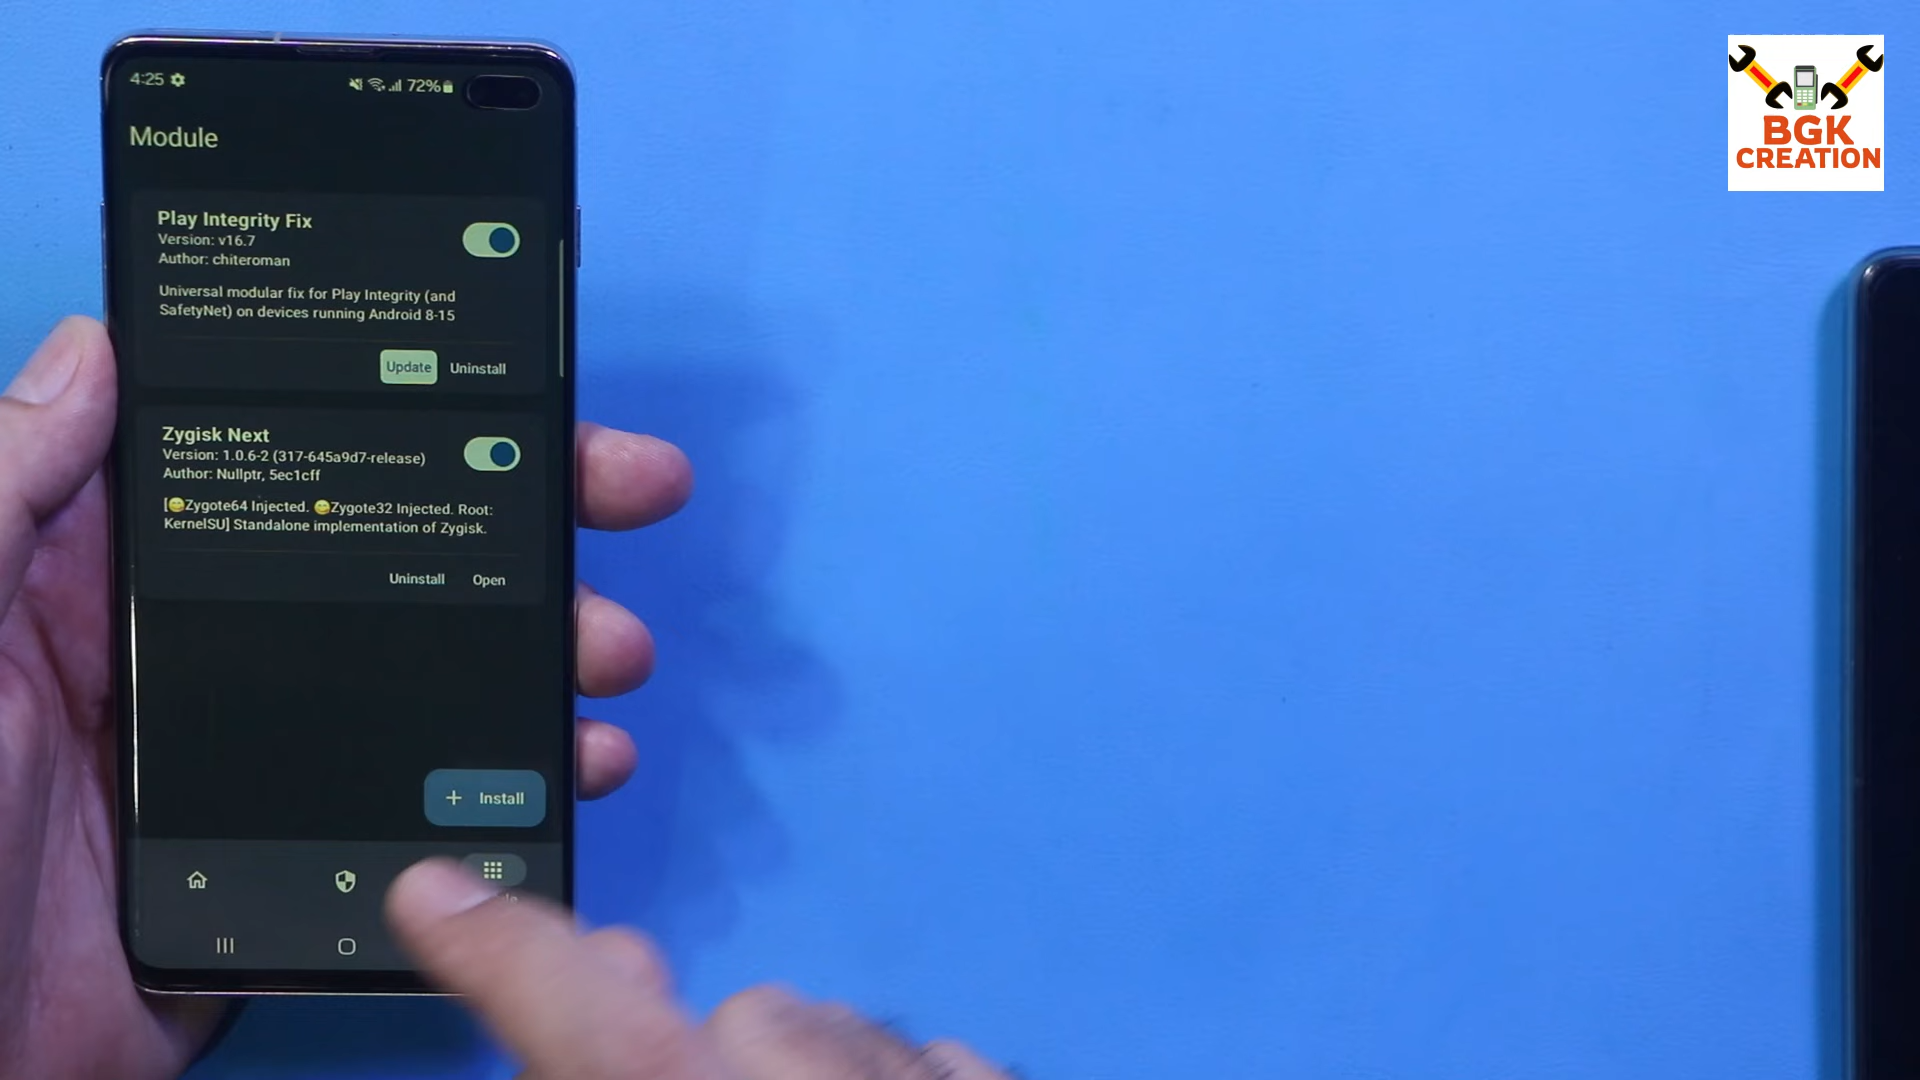 4:25
72%
Module
Play Integrity Fix
Version: v16.7
Author: chiteroman
Universal modular fix for Play Integrity (and
SafetyNet) on devices running Android 8-15
Update Uninstall
Zygisk Next
Version: 1.0.6-2 (317-645a9d7-release)
Author: Nullptr, 5ec1cff
[😋Zygote64 Injected. 😋Zygote32 Injected. Root:
KernelSU] Standalone implementation of Zygisk.
Uninstall Open
+ Install
BGK
CREATION